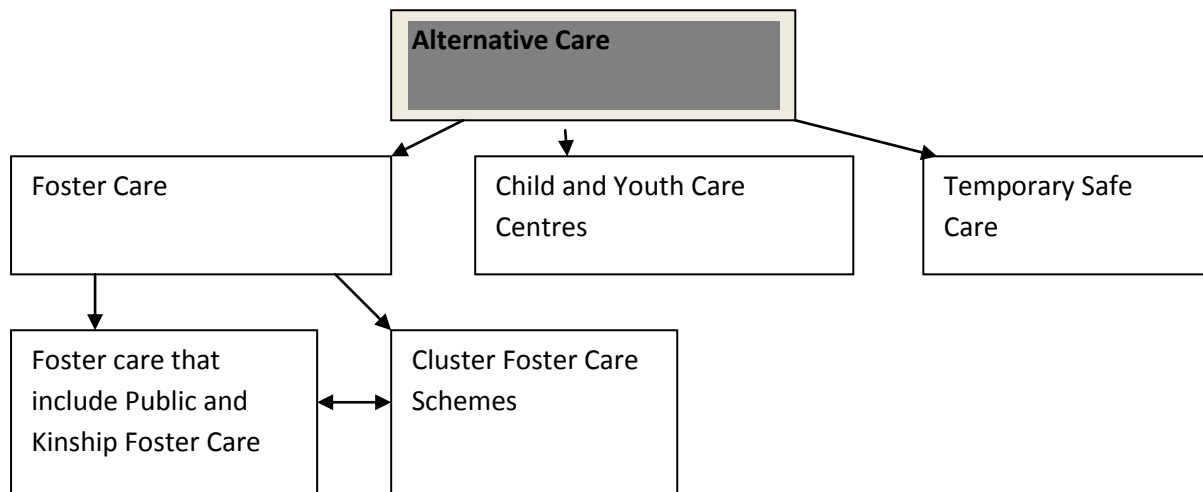 Alternative Care
Foster Care
Child and Youth Care
Centres
Temporary Safe
Care
Foster care that
include Public and
Kinship Foster Care
Cluster Foster Care
Schemes